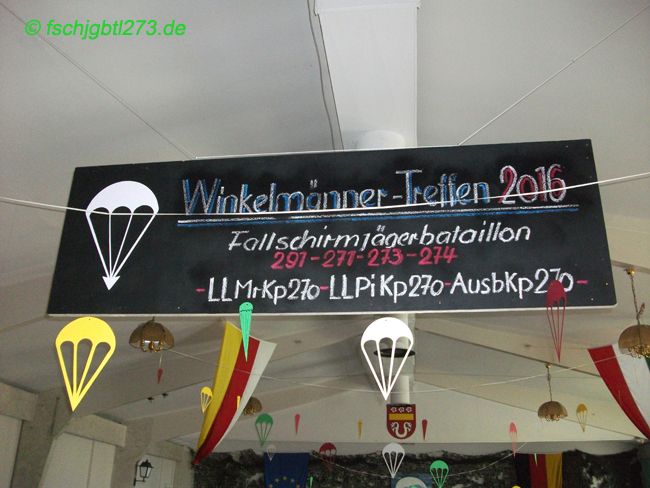 © fschjgbtl273.de
Winkelmänner-Treffen 2016
Fallschirmjägerbataillon
291-271-273-274
-LLMrKp270-LLPiKp270-AusbKp270-